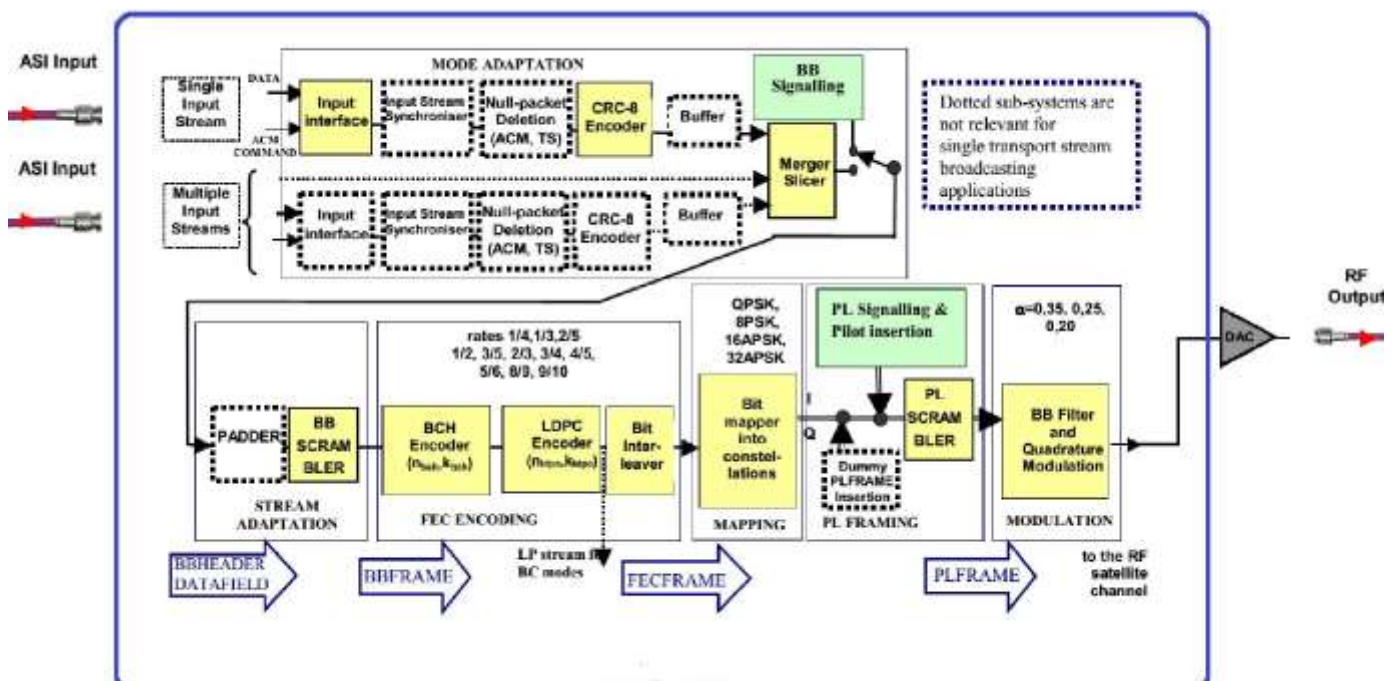 ASI Input
ASI Input
MODE ADAPTATION
Single
Input
Stream
DATA
ACM
COMMAND
Input
interface
Input Stream
Synchroniser
Null-packet
Deletion
(ACM, TS)
CRC-8
Encoder
Buffer
BB
Signalling
Merger
Slicer
Dotted sub-systems are
not relevant for
single transport stream
broadcasting
applications
Multiple
Input
Streams
Input
interface
Input Stream
Synchroniser
Null-packet
Deletion
(ACM, TS)
CRC-8
Encoder
Buffer
RF
Output
DAC
rates 1/4,1/3,2/5
1/2, 3/5, 2/3, 3/4, 4/5,
5/6, 8/9, 9/10
QPSK,
8PSK,
16APSK,
32APSK
PL Signalling &
Pilot insertion
α=0,35, 0,25,
0,20
PADDER
BB
SCRAM
BLER
BCH
Encoder
LDPC
Encoder
Bit
Inter-
leaver
Bit
mapper
into
constel-
lations
I
Q
Dummy
PLFRAME
Insertion
PL
SCRAM
BLER
BB Filter
and
Quadrature
Modulation
STREAM
ADAPTATION
FEC ENCODING
MAPPING
PL FRAMING
MODULATION
BBHEADER
DATAFIELD
BBFRAME
LP stream f
BC modes
FECFRAME
PLFRAME
to the RF
satellite
channel